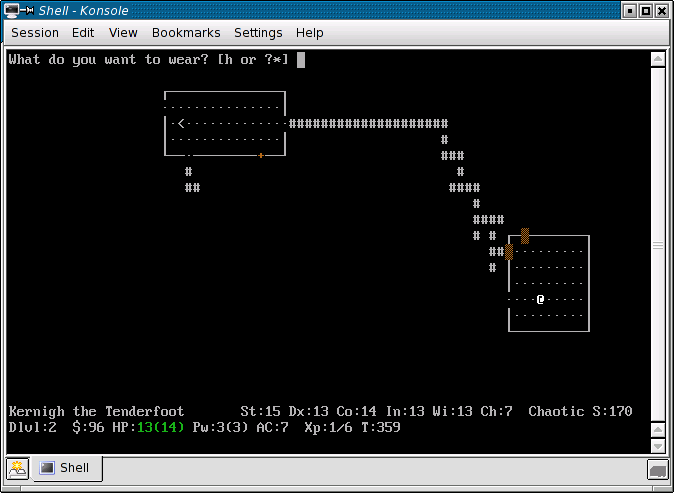 Shell - Konsole
Session Edit View Bookmarks Settings Help
What do you want to wear? [h or ?*]
Kernigh the Tenderfoot St:15 Dx:13 Co:14 In:13 Wi:13 Ch:7 Chaotic S:170
Dlvl:2 $:96 HP:13(14) Pw:3(3) AC:7 Xp:1/6 T:359
Shell